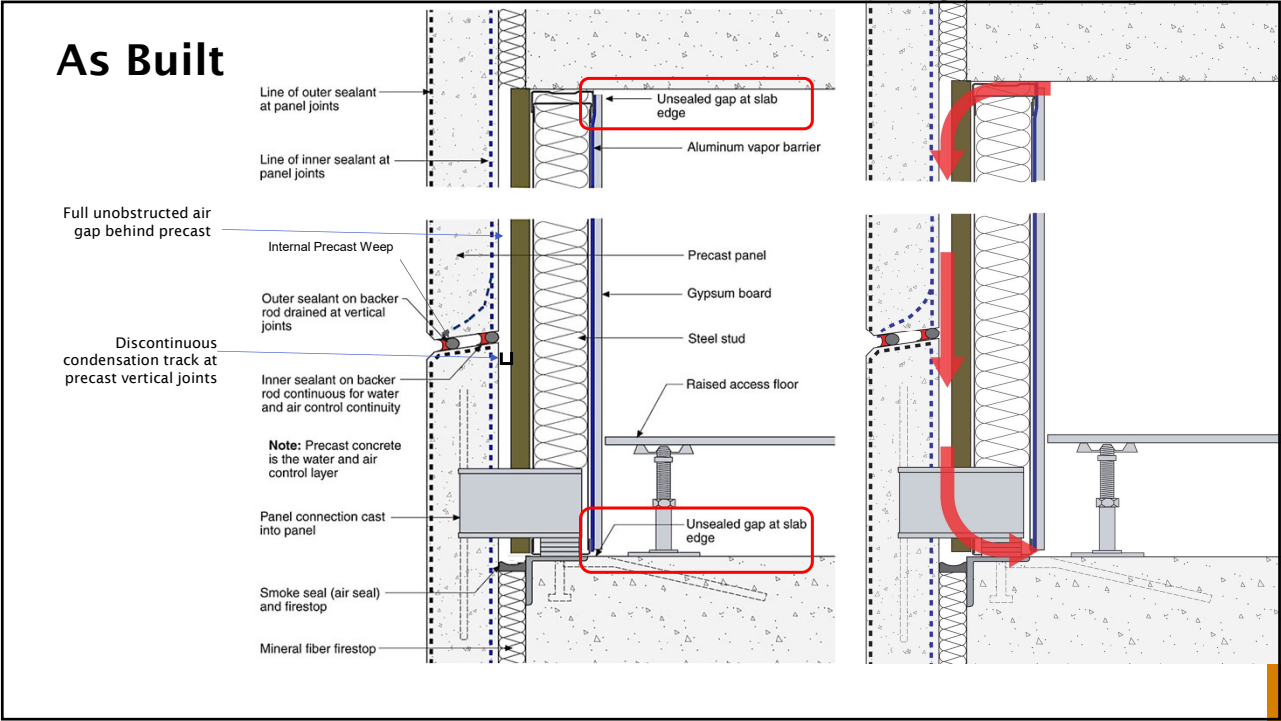 As Built
Line of outer sealant
at panel joints
Unsealed gap at slab
edge
Aluminum vapor barrier
Line of inner sealant at
panel joints
Full unobstructed air
gap behind precast
Internal Precast Weep
Precast panel
Gypsum board
Outer sealant on backer
rod drained at vertical
joints
Steel stud
Discontinuous
condensation track at
precast vertical joints
Inner sealant on backer
rod continuous for water
and air control continuity
Raised access floor
Note: Precast concrete
is the water and air
control layer
Panel connection cast
into panel
Unsealed gap at slab
edge
Smoke seal (air seal)
and firestop
Mineral fiber firestop